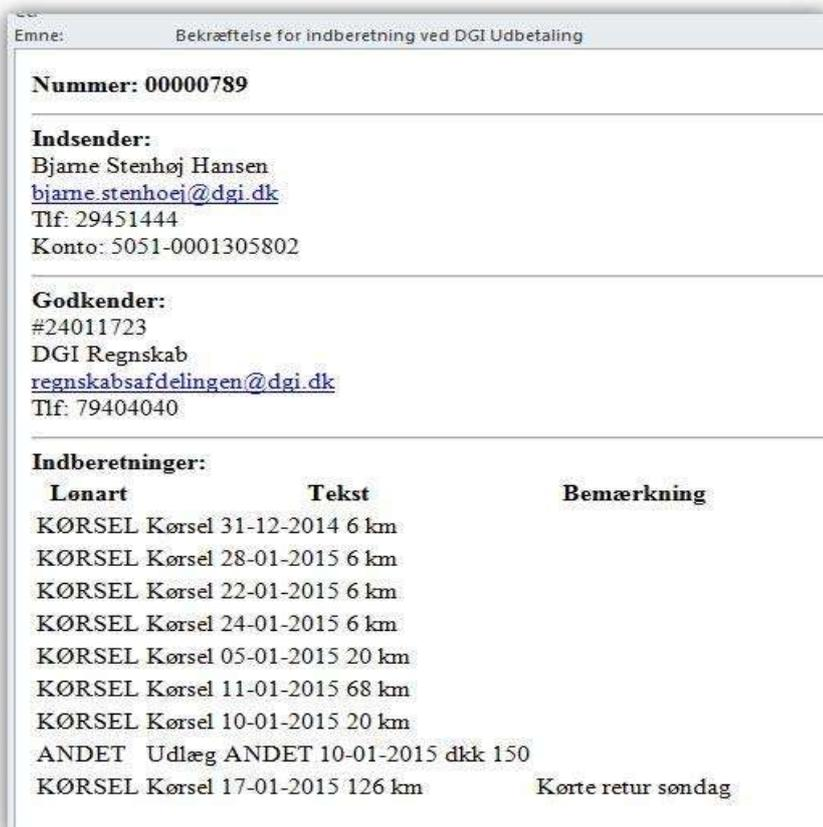 Emne: Bekræftelse for indberetning ved DGI Udbetaling
Nummer: 00000789
Indsender:
Bjarne Stenhøj Hansen
bjarne.stenhoej@dgi.dk
Tlf: 29451444
Konto: 5051-0001305802
Godkender:
#24011723
DGI Regnskab
regnskabsafdelingen@dgi.dk
Tlf: 79404040
Indberetninger:
Lønart Tekst Bemærkning
KØRSEL Kørsel 31-12-2014 6 km
KØRSEL Kørsel 28-01-2015 6 km
KØRSEL Kørsel 22-01-2015 6 km
KØRSEL Kørsel 24-01-2015 6 km
KØRSEL Kørsel 05-01-2015 20 km
KØRSEL Kørsel 11-01-2015 68 km
KØRSEL Kørsel 10-01-2015 20 km
ANDET Udlæg ANDET 10-01-2015 dkk 150
KØRSEL Kørsel 17-01-2015 126 km Kørte retur søndag